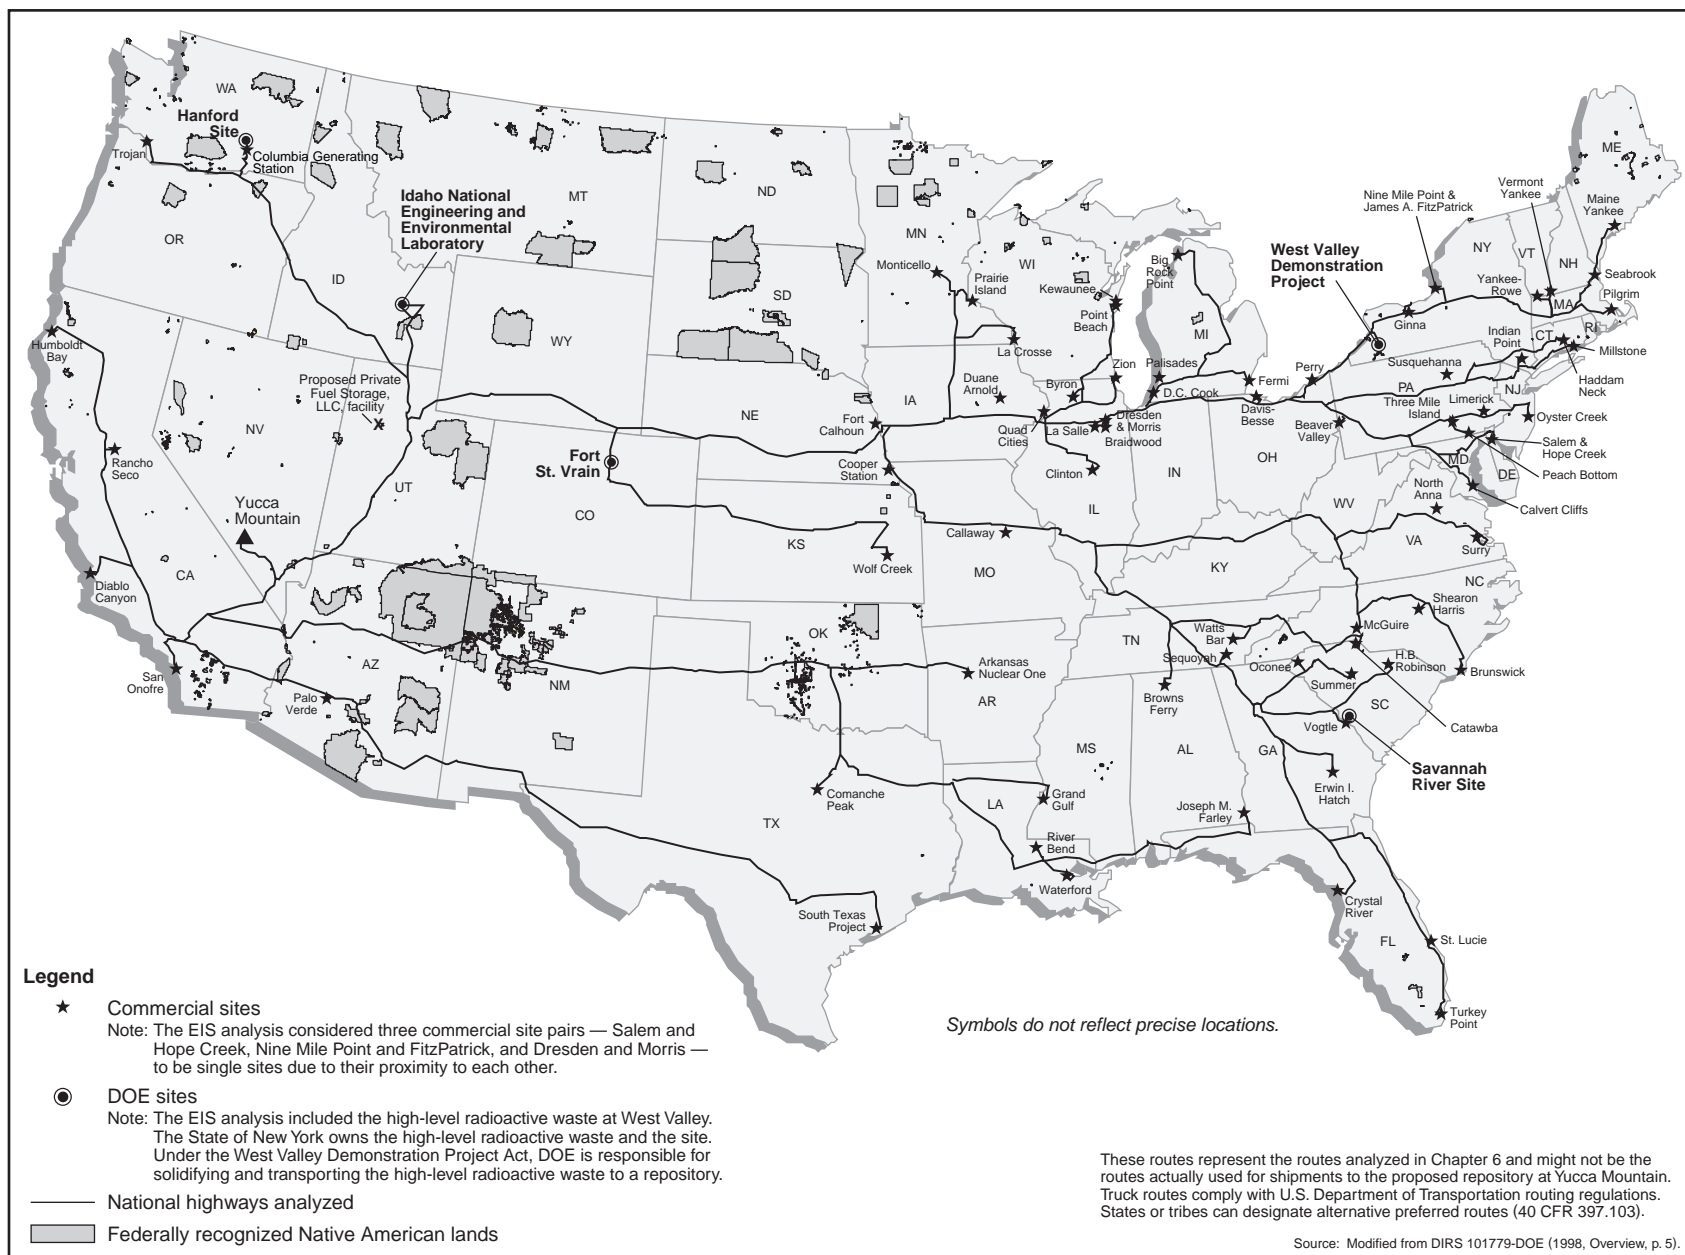 WA
Hanford
Site
Trojan
Columbia Generating
Station
Idaho National
Engineering and
Environmental
Laboratory
MT
ND
OR
ID
MN
Monticello
Prairie
Island
WI
Kewaunee
Point
Beach
Big
Rock
Point
MI
West Valley
Demonstration
Project
Nine Mile Point &
James A. FitzPatrick
Vermont
Yankee
ME
Maine
Yankee
NY
VT
NH
Yankee-
Rowe
MA
Seabrook
Pilgrim
Ginna
Indian
Point
CT
RI
Millstone
Haddam
Neck
SD
WY
Humboldt
Bay
Proposed Private
Fuel Storage,
LLC, facility
La Crosse
Duane
Arnold
Byron
Zion
Palisades
D.C. Cook
Fermi
Perry
Susquehanna
PA
NJ
Three Mile
Island
Limerick
Oyster Creek
NE
IA
Fort
Calhoun
Quad
Cities
La Salle
Dresden
& Morris
Braidwood
Davis-
Besse
Beaver
Valley
Salem &
Hope Creek
Peach Bottom
MD
DE
Calvert Cliffs
NV
Rancho
Seco
Fort
St. Vrain
Cooper
Station
Clinton
IN
OH
North
Anna
WV
Yucca
Mountain
UT
CO
KS
Wolf Creek
Callaway
MO
IL
KY
VA
Surry
CA
Diablo
Canyon
NC
Shearon
Harris
McGuire
OK
TN
Watts
Bar
Sequoyah
Oconee
H.B.
Robinson
Brunswick
Summer
SC
Catawba
San
Onofre
AZ
Palo
Verde
NM
Arkansas
Nuclear One
AR
Browns
Ferry
Vogtle
Savannah
River Site
MS
AL
GA
Erwin I.
Hatch
Comanche
Peak
TX
LA
Grand
Gulf
River
Bend
Waterford
Joseph M.
Farley
South Texas
Project
Crystal
River
FL
St. Lucie
Turkey
Point
Legend
Commercial sites
Note: The EIS analysis considered three commercial site pairs — Salem and
Hope Creek, Nine Mile Point and FitzPatrick, and Dresden and Morris —
to be single sites due to their proximity to each other.
DOE sites
Note: The EIS analysis included the high-level radioactive waste at West Valley.
The State of New York owns the high-level radioactive waste and the site.
Under the West Valley Demonstration Project Act, DOE is responsible for
solidifying and transporting the high-level radioactive waste to a repository.
National highways analyzed
Federally recognized Native American lands
Symbols do not reflect precise locations.
These routes represent the routes analyzed in Chapter 6 and might not be the
routes actually used for shipments to the proposed repository at Yucca Mountain.
Truck routes comply with U.S. Department of Transportation routing regulations.
States or tribes can designate alternative preferred routes (40 CFR 397.103).
Source: Modified from DIRS 101779-DOE (1998, Overview, p. 5).